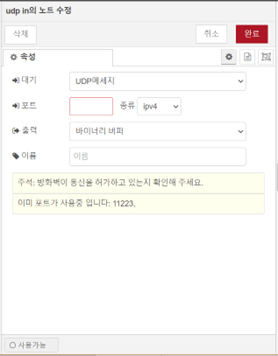 udp in의 노드 수정
삭제
취소
완료
속성
대기
UDP메세지
포트
종류
ipv4
출력
바이너리 버퍼
이름
이름
주석: 방화벽이 통신을 허가하고 있는지 확인해 주세요.
이미 포트가 사용중 입니다: 11223,
사용가능